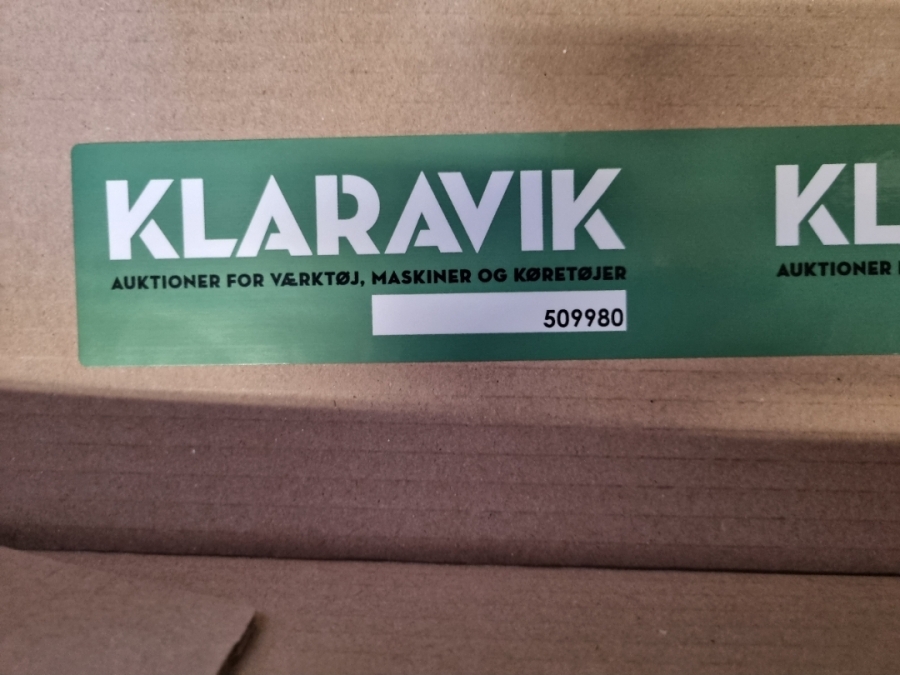 KLARAVIK
AUKTIONER FOR VÆRKTØJ, MASKINER OG KØRETØJER
509980
KL
AUKTIONER